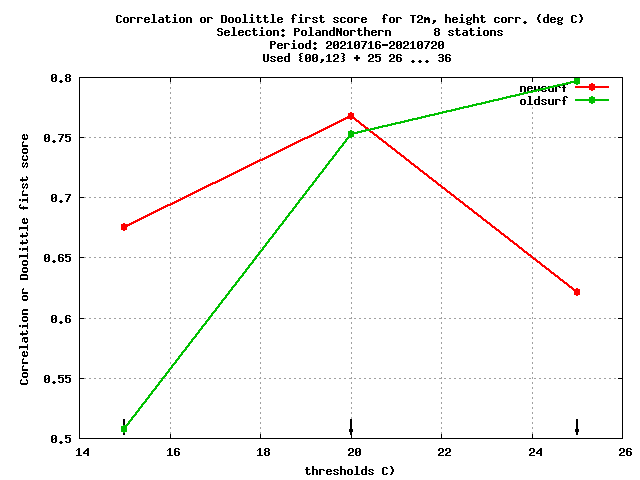 Correlation or Doolittle first score  for T2m, height corr. (deg C)
Selection: PolandNorthern      8 stations
Period: 20210716-20210720
Used {00,12} + 25 26 ... 36
newsurf
oldsurf
Correlation or Doolittle first score
0.8
0.75
0.7
0.65
0.6
0.55
0.5
14 16 18 20 22 24 26
thresholds C)